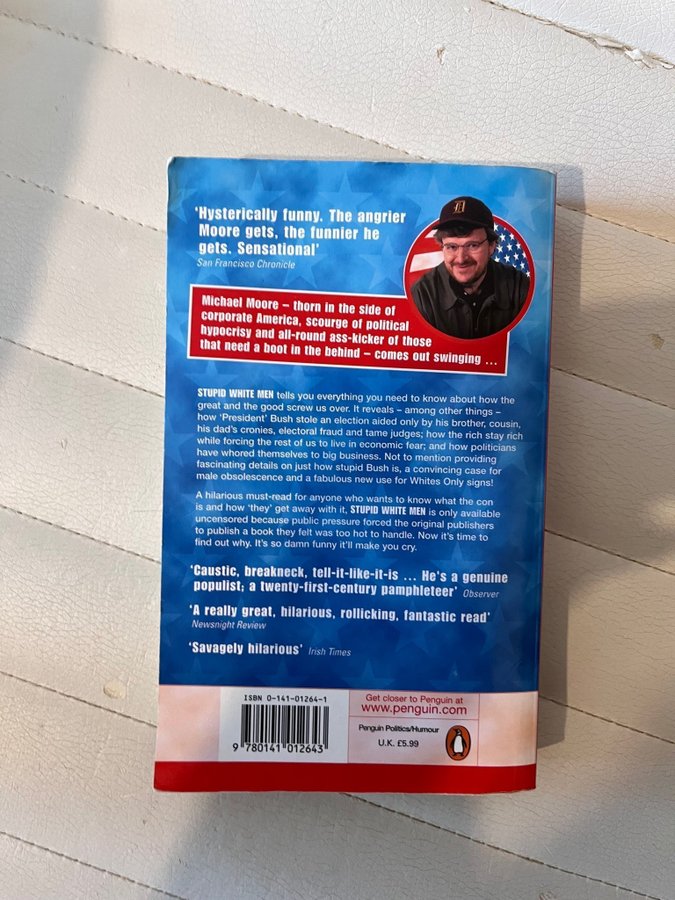 'Hysterically funny. The angrier
Moore gets, the funnier he
gets. Sensational'
San Francisco Chronicle
Michael Moore – thorn in the side of
corporate America, scourge of political
hypocrisy and all-round ass-kicker of those
that need a boot in the behind – comes out swinging ...
STUPID WHITE MEN tells you everything you need to know about how the
great and the good screw us over. It reveals – among other things –
how 'President' Bush stole an election aided only by his brother, cousin,
his dad's cronies, electoral fraud and tame judges; how the rich stay rich
while forcing the rest of us to live in economic fear; and how politicians
have whored themselves to big business. Not to mention providing
fascinating details on just how stupid Bush is, a convincing case for
male obsolescence and a fabulous new use for Whites Only signs!
A hilarious must-read for anyone who wants to know what the con
is and how 'they' get away with it, STUPID WHITE MEN is only available
uncensored because public pressure forced the original publishers
to publish a book they felt was too hot to handle. Now it's time to
find out why. It's so damn funny it'll make you cry.
'Caustic, breakneck, tell-it-like-it-is ... He's a genuine
populist; a twenty-first-century pamphleteer' Observer
'A really great, hilarious, rollicking, fantastic read'
Newsnight Review
'Savagely hilarious' Irish Times
ISBN 0-141-01264-1
9 780141 012643
Get closer to Penguin at
www.penguin.com
Penguin Politics/Humour
U.K. £5.99